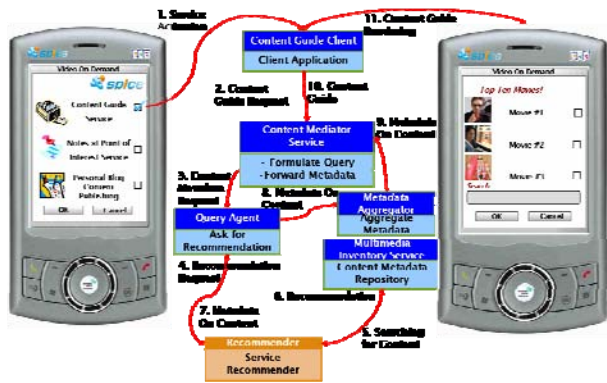 1. Service
Activation
11. Content Guide
Rendering
Content Guide Client
Client Application
spice
Video On Demand
spice
Content Guide
Service
Notes at Point of
Interest Service
Personal Blog
Content
Publishing
OK
Cancel
2. Content
Guide Request
10. Content
Guide
Content Mediator
Service
- Formulate Query
-Forward Metadata
9. Metadata
On Content
3. Content
Metadata
Request
8. Metadata On
Content
Query Agent
Ask for
Recommendation
Metadata
Aggregator
Aggregate
Metadata
Multimedia
Inventory Service
Content Metadata
Repository
4. Recommendation
Request
6. Recommendation
7. Metadata
On Content
5. Searching
for Content
Recommender
Service
Recommender
spice
Video On Demand
Top Ten Movies!
Movie #1
Movie #2
Movie #3
Search
OK
Cancel